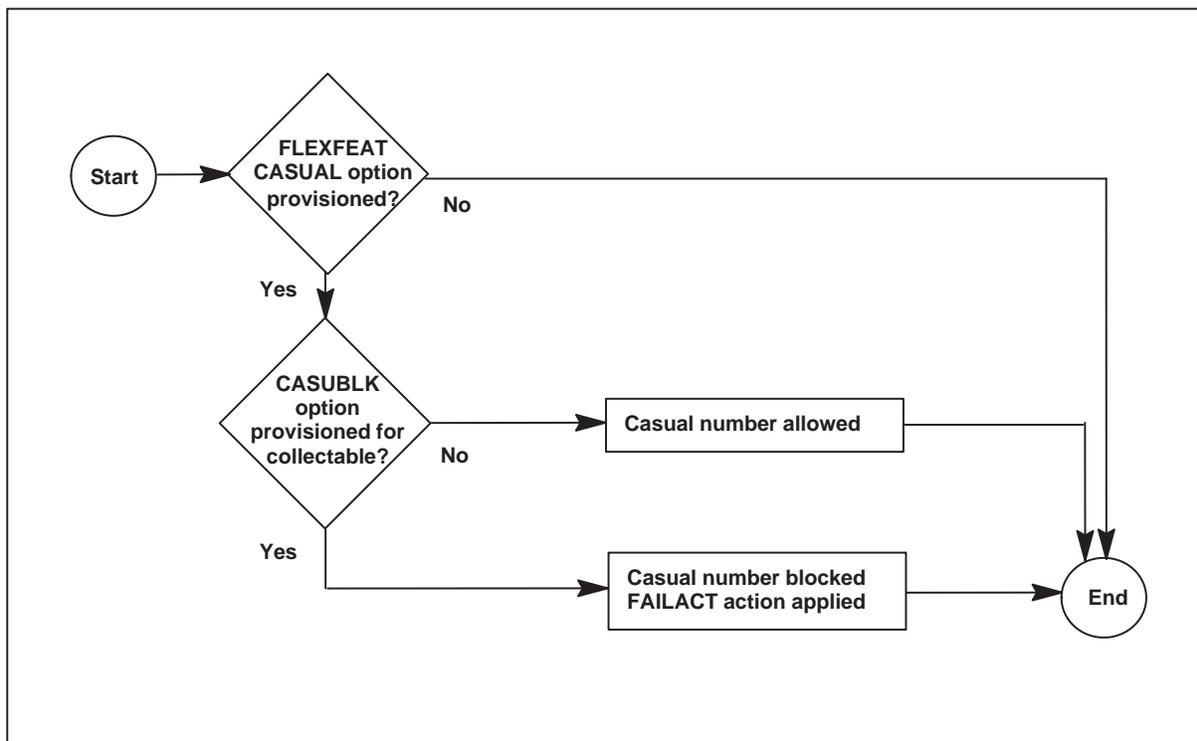 FLEXFEAT
CASUAL option
provisioned?
Start
No
Yes
CASUBLK
option
provisioned for
collectable?
No
Casual number allowed
Yes
Casual number blocked
FAILACT action applied
End